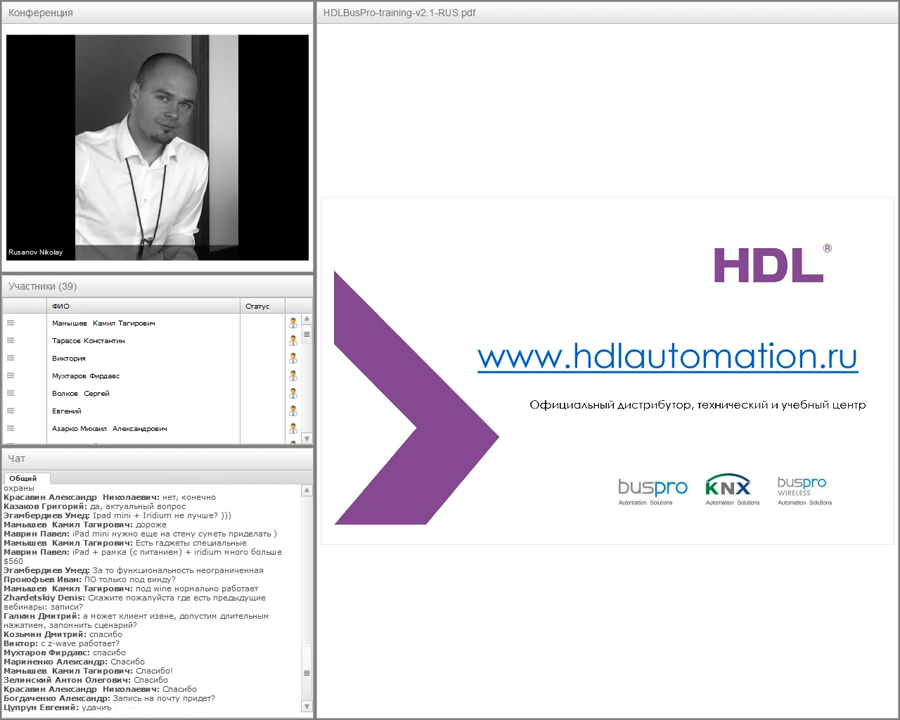 Конференция
Rusanov Nikolay
Участники (39)
ФИО
Статус
Мамышев Камил Тагирович
Тарасов Константин
Виктория
Мухтаров Фирдавс
Волков Сергей
Евгений
Азарко Михаил Александрович
Чат
Общий
охраны
Красавин Александр Николаевич: нет, конечно
Казаков Григорий: да, актуальный вопрос
Эгамбердиев Умед: Ipad mini + Iridium не лучше? )))
Мамышев Камил Тагирович: дороже
Маврин Павел: iPad mini нужно еще на стену суметь приделать )
Мамышев Камил Тагирович: Есть гаджеты специальные
Маврин Павел: iPad + рамка (с питанием) + iridium много больше
$560
Эгамбердиев Умед: За то функциональность неограниченная
Прокофьев Иван: ПО только под винду?
Мамышев Камил Тагирович: под wine нормально работает
Zhardetskiy Denis: Скажите пожалуйста где есть предыдущие
вебинары: записи?
Галкин Дмитрий: а может клиент извне, допустим длительным
нажатием, запомнить сценарий?
Козьмин Дмитрий: спасибо
Виктор: с z-wave работает?
Мухтаров Фирдавс: спасибо
Мариненко Александр: Спасибо
Мамышев Камил Тагирович: Спасибо!
Зелинский Антон Олегович: Спасибо
Красавин Александр Николаевич: Спасибо
Богдаченко Александр: Запись на почту придет?
Цупрун Евгений: удачить
HDLBusPro-training-v2.1-RUS.pdf
HDL®
www.hdlautomation.ru
Официальный дистрибутор, технический и учебный центр
buspro
Automation Solutions
KNX
Automation Solutions
buspro
WIRELESS
Automation Solutions